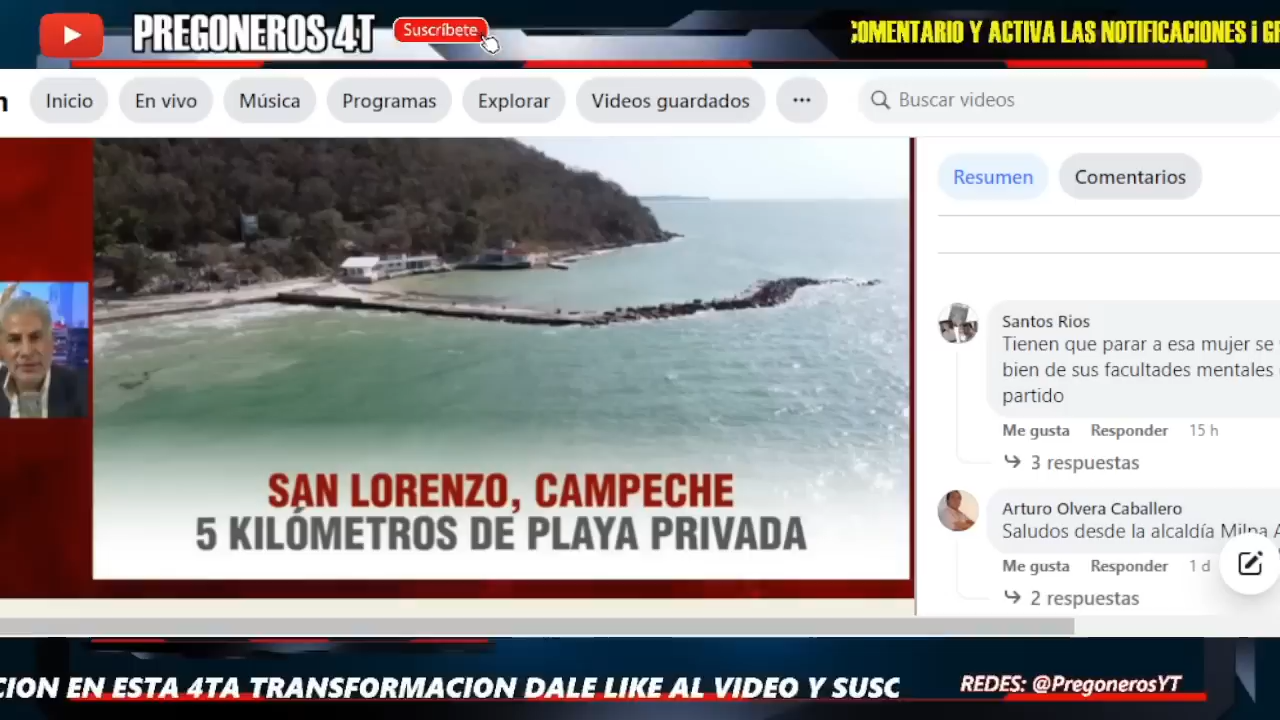 PREGONEROS 4T
Suscríbete
COMENTARIO Y ACTIVA LAS NOTIFICACIONES ¡
Inicio
En vivo
Música
Programas
Explorar
Videos guardados
Buscar videos
Resumen
Comentarios
Santos Rios
Tienen que parar a esa mujer se
bien de sus facultades mentales
partido
Me gusta Responder 15 h
3 respuestas
Arturo Olvera Caballero
Saludos desde la alcaldía Milpa A
Me gusta Responder 1 d
2 respuestas
SAN LORENZO, CAMPECHE
5 KILÓMETROS DE PLAYA PRIVADA
CION EN ESTA 4TA TRANSFORMACION DALE LIKE AL VIDEO Y SUSC
REDES: @PregonerosYT